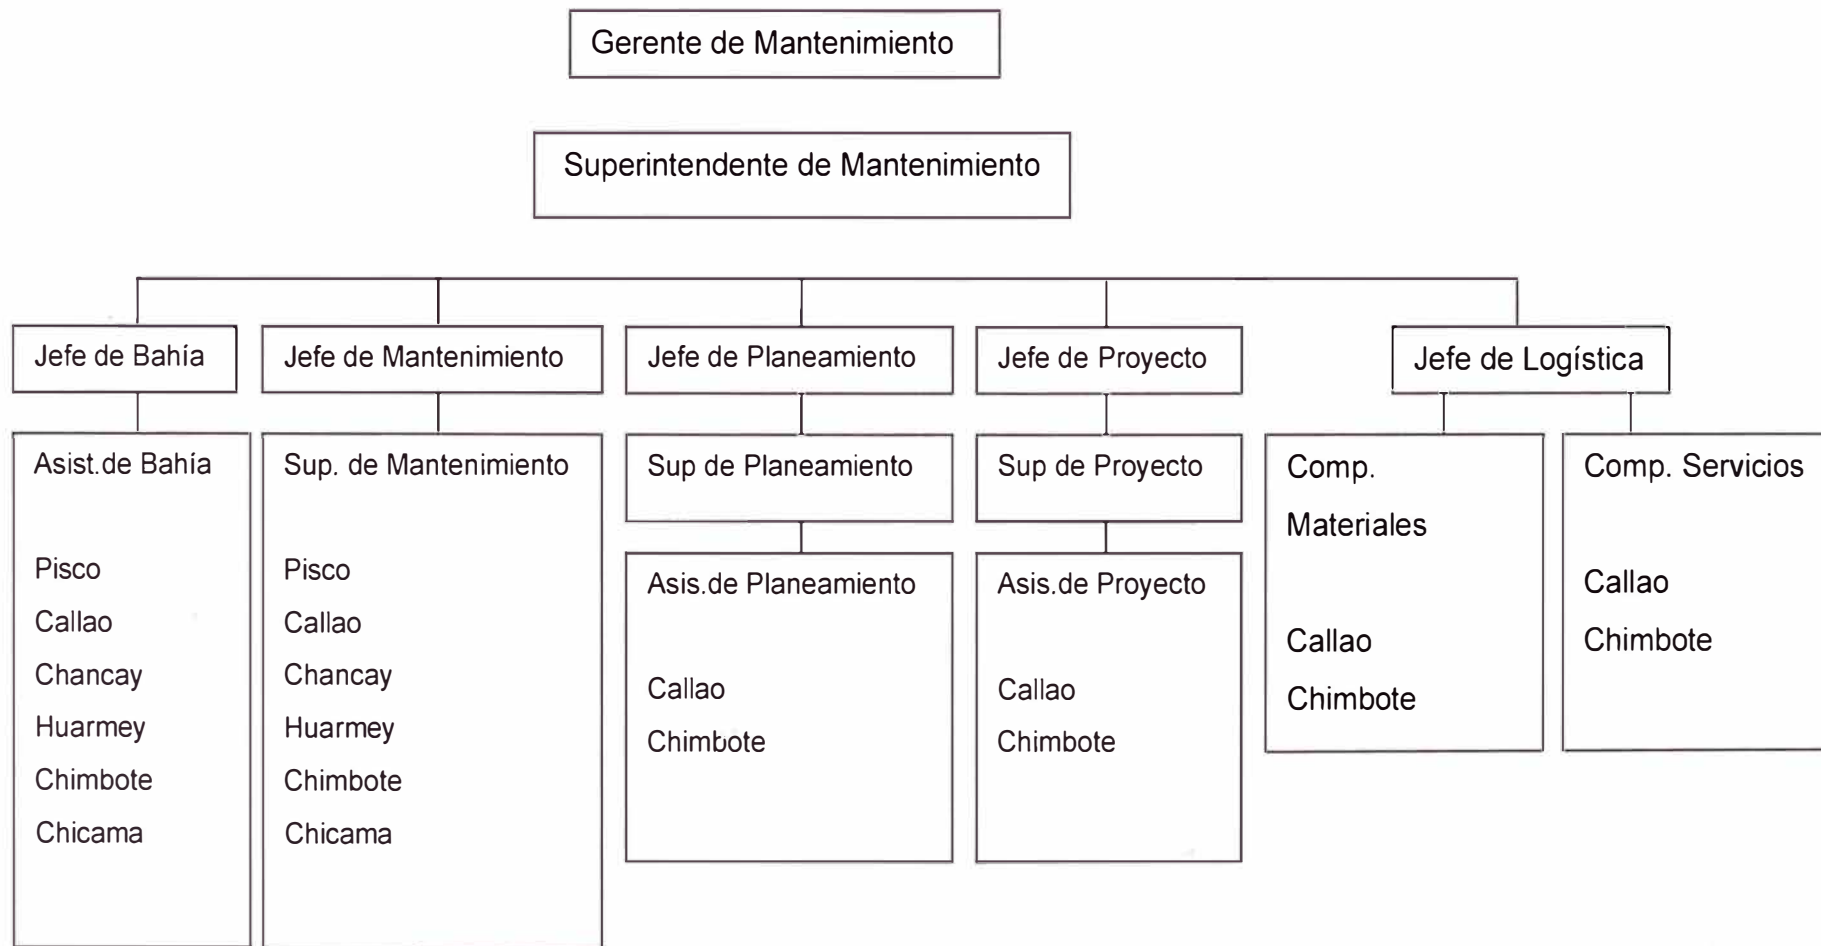 Gerente de Mantenimiento
Superintendente de Mantenimiento
Jefe de Bahía
Jefe de Mantenimiento
Jefe de Planeamiento
Jefe de Proyecto
Jefe de Logística
Asist.de Bahía
Pisco
Callao
Chancay
Huarmey
Chimbote
Chicama
Sup. de Mantenimiento
Pisco
Callao
Chancay
Huarmey
Chimbote
Chicama
Sup de Planeamiento
Asis.de Planeamiento
Callao
Chimbote
Sup de Proyecto
Asis.de Proyecto
Callao
Chimbote
Comp.
Materiales
Callao
Chimbote
Comp. Servicios
Callao
Chimbote